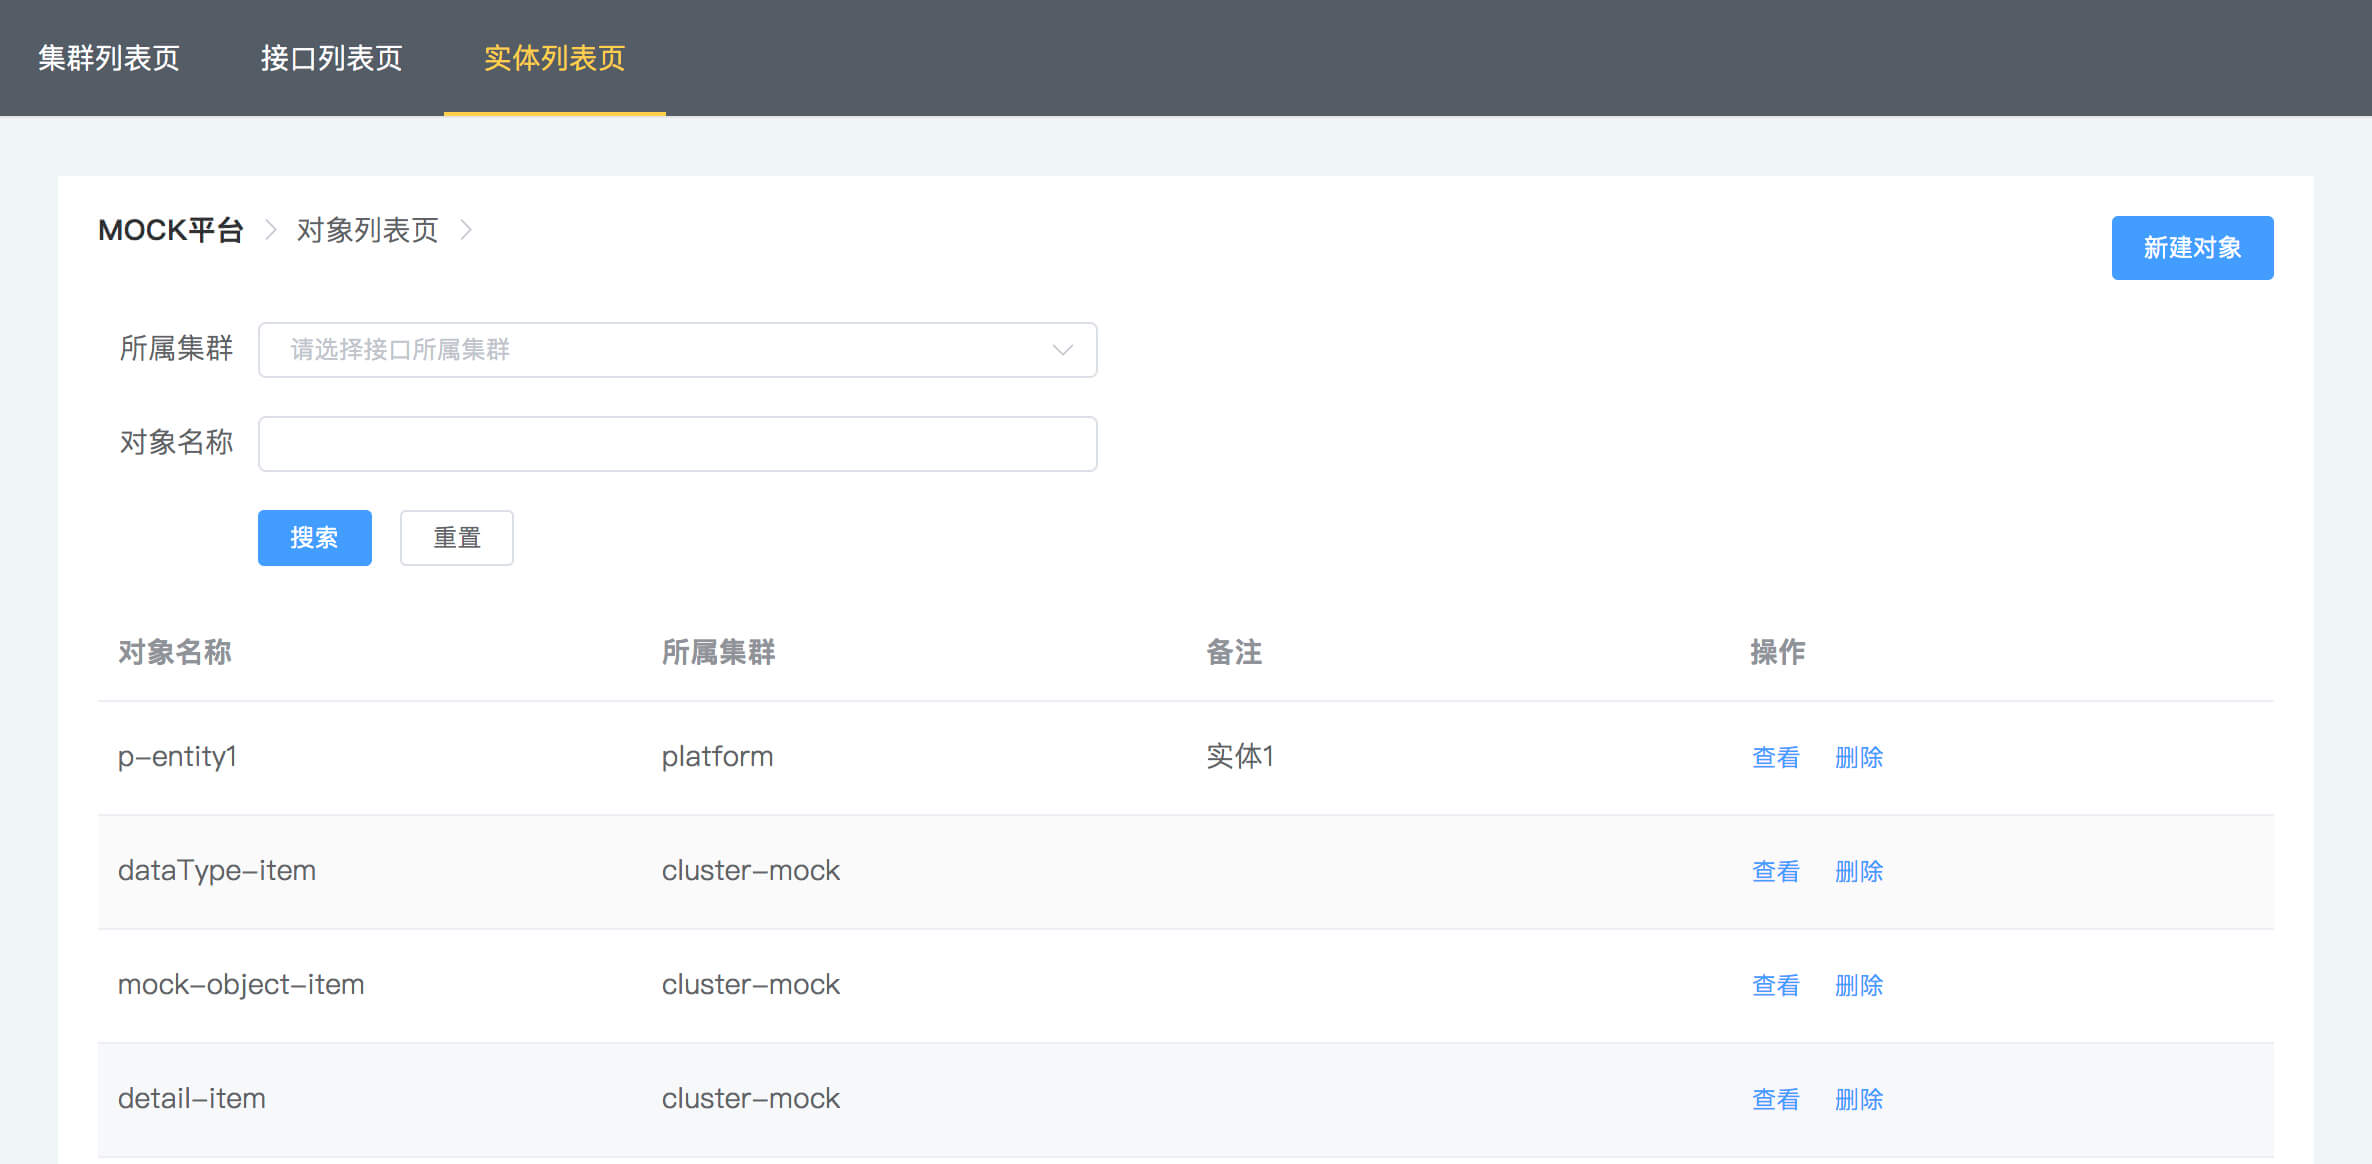 集群列表页 接口列表页 实体列表页
MOCK平台 对象列表页
新建对象
所属集群 请选择接口所属集群
对象名称
搜索 重置
对象名称 所属集群 备注 操作
p-entity1 platform 实体1 查看 删除
dataType-item cluster-mock 查看 删除
mock-object-item cluster-mock 查看 删除
detail-item cluster-mock 查看 删除